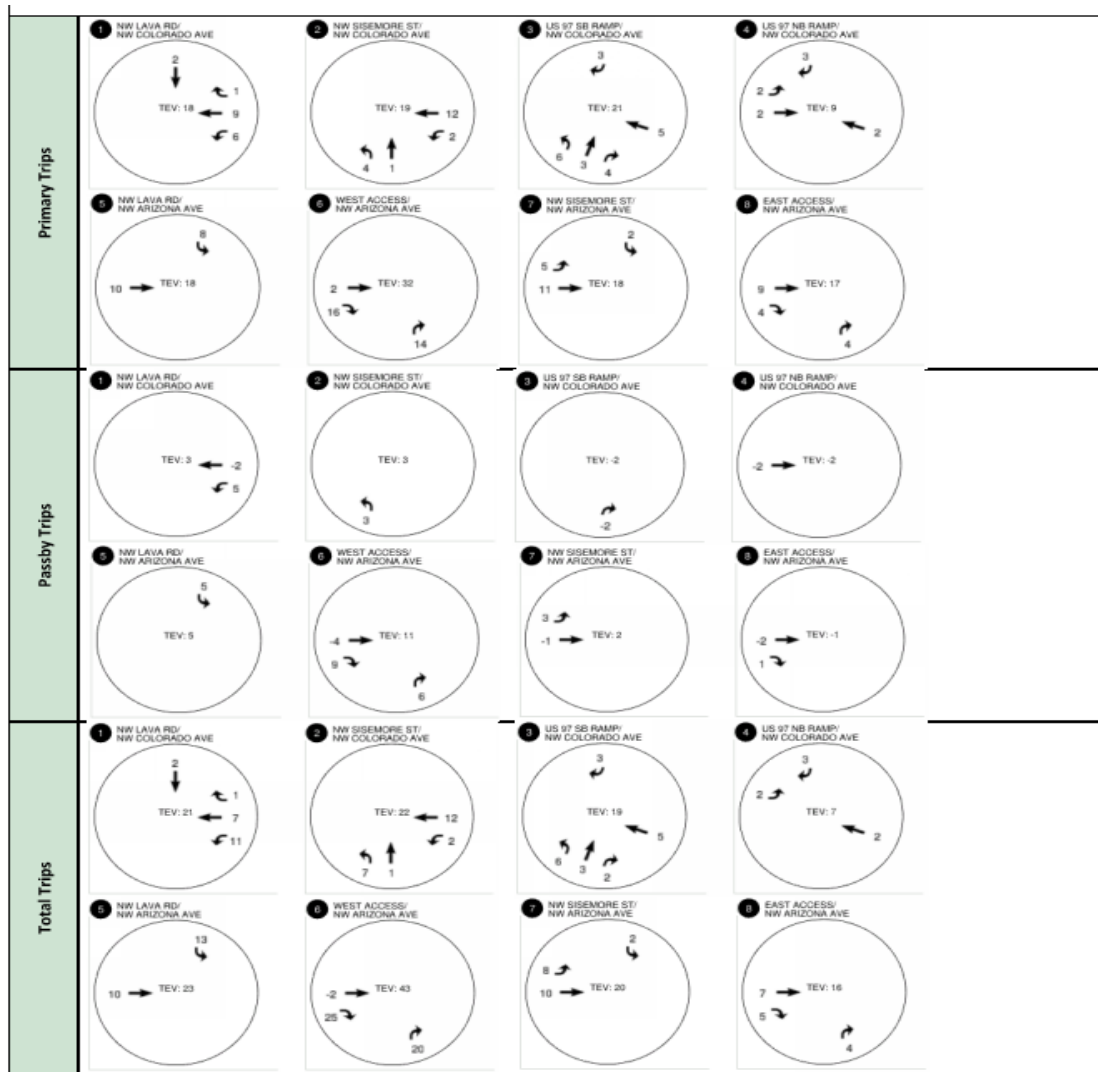 Primary Trips
1 NW LAVA RD/
NW COLORADO AVE
2
1
TEV: 18
9
6
2 NW SISEMORE ST/
NW COLORADO AVE
TEV: 19
12
2
4
1
3 US 97 SB RAMP/
NW COLORADO AVE
3
TEV: 21
5
6
3
4
4 US 97 NB RAMP/
NW COLORADO AVE
3
2
2
TEV: 9
2
5 NW LAVA RD/
NW ARIZONA AVE
8
10
TEV: 18
6 WEST ACCESS/
NW ARIZONA AVE
2
TEV: 32
16
14
7 NW SISEMORE ST/
NW ARIZONA AVE
2
5
11
TEV: 18
8 EAST ACCESS/
NW ARIZONA AVE
9
TEV: 17
4
4
Passby Trips
1 NW LAVA RD/
NW COLORADO AVE
TEV: 3
-2
5
2 NW SISEMORE ST/
NW COLORADO AVE
TEV: 3
3
3 US 97 SB RAMP/
NW COLORADO AVE
TEV: -2
-2
4 US 97 NB RAMP/
NW COLORADO AVE
-2
TEV: -2
5 NW LAVA RD/
NW ARIZONA AVE
5
TEV: 5
6 WEST ACCESS/
NW ARIZONA AVE
-4
TEV: 11
9
6
7 NW SISEMORE ST/
NW ARIZONA AVE
3
-1
TEV: 2
8 EAST ACCESS/
NW ARIZONA AVE
-2
TEV: -1
1
Total Trips
1 NW LAVA RD/
NW COLORADO AVE
2
1
TEV: 21
7
11
2 NW SISEMORE ST/
NW COLORADO AVE
TEV: 22
12
2
7
1
3 US 97 SB RAMP/
NW COLORADO AVE
3
TEV: 19
5
6
3
2
4 US 97 NB RAMP/
NW COLORADO AVE
3
2
TEV: 7
2
5 NW LAVA RD/
NW ARIZONA AVE
13
10
TEV: 23
6 WEST ACCESS/
NW ARIZONA AVE
-2
TEV: 43
25
20
7 NW SISEMORE ST/
NW ARIZONA AVE
2
8
10
TEV: 20
8 EAST ACCESS/
NW ARIZONA AVE
7
TEV: 16
5
4